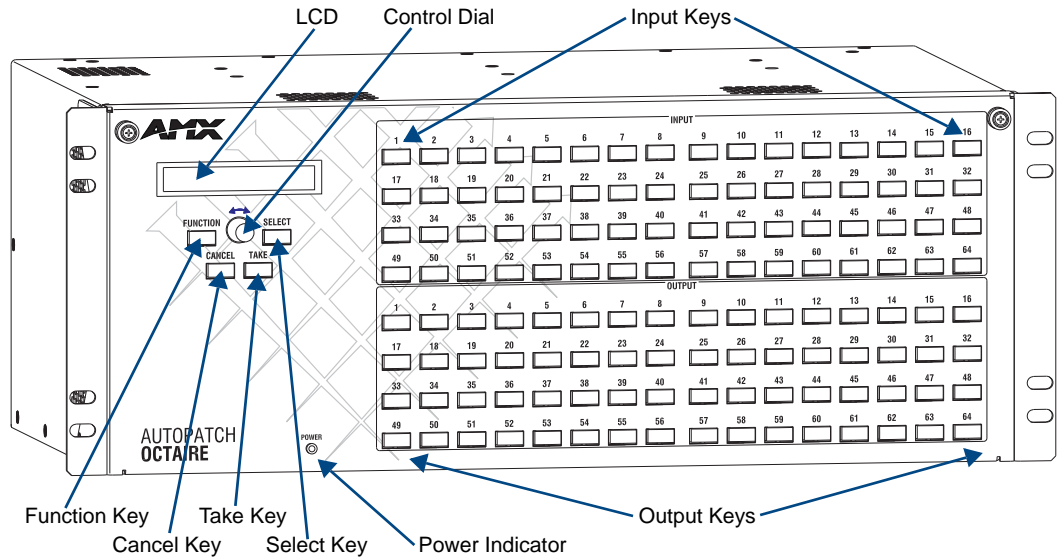 LCD Control Dial Input Keys
AMX
INPUT
1 2 3 4 5 6 7 8 9 10 11 12 13 14 15 16
17 18 19 20 21 22 23 24 25 26 27 28 29 30 31 32
FUNCTION SELECT
33 34 35 36 37 38 39 40 41 42 43 44 45 46 47 48
CANCEL TAKE
49 50 51 52 53 54 55 56 57 58 59 60 61 62 63 64
OUTPUT
1 2 3 4 5 6 7 8 9 10 11 12 13 14 15 16
17 18 19 20 21 22 23 24 25 26 27 28 29 30 31 32
33 34 35 36 37 38 39 40 41 42 43 44 45 46 47 48
49 50 51 52 53 54 55 56 57 58 59 60 61 62 63 64
AUTOPATCH
OCTAIRE
POWER
Function Key Take Key Output Keys
Cancel Key Select Key Power Indicator